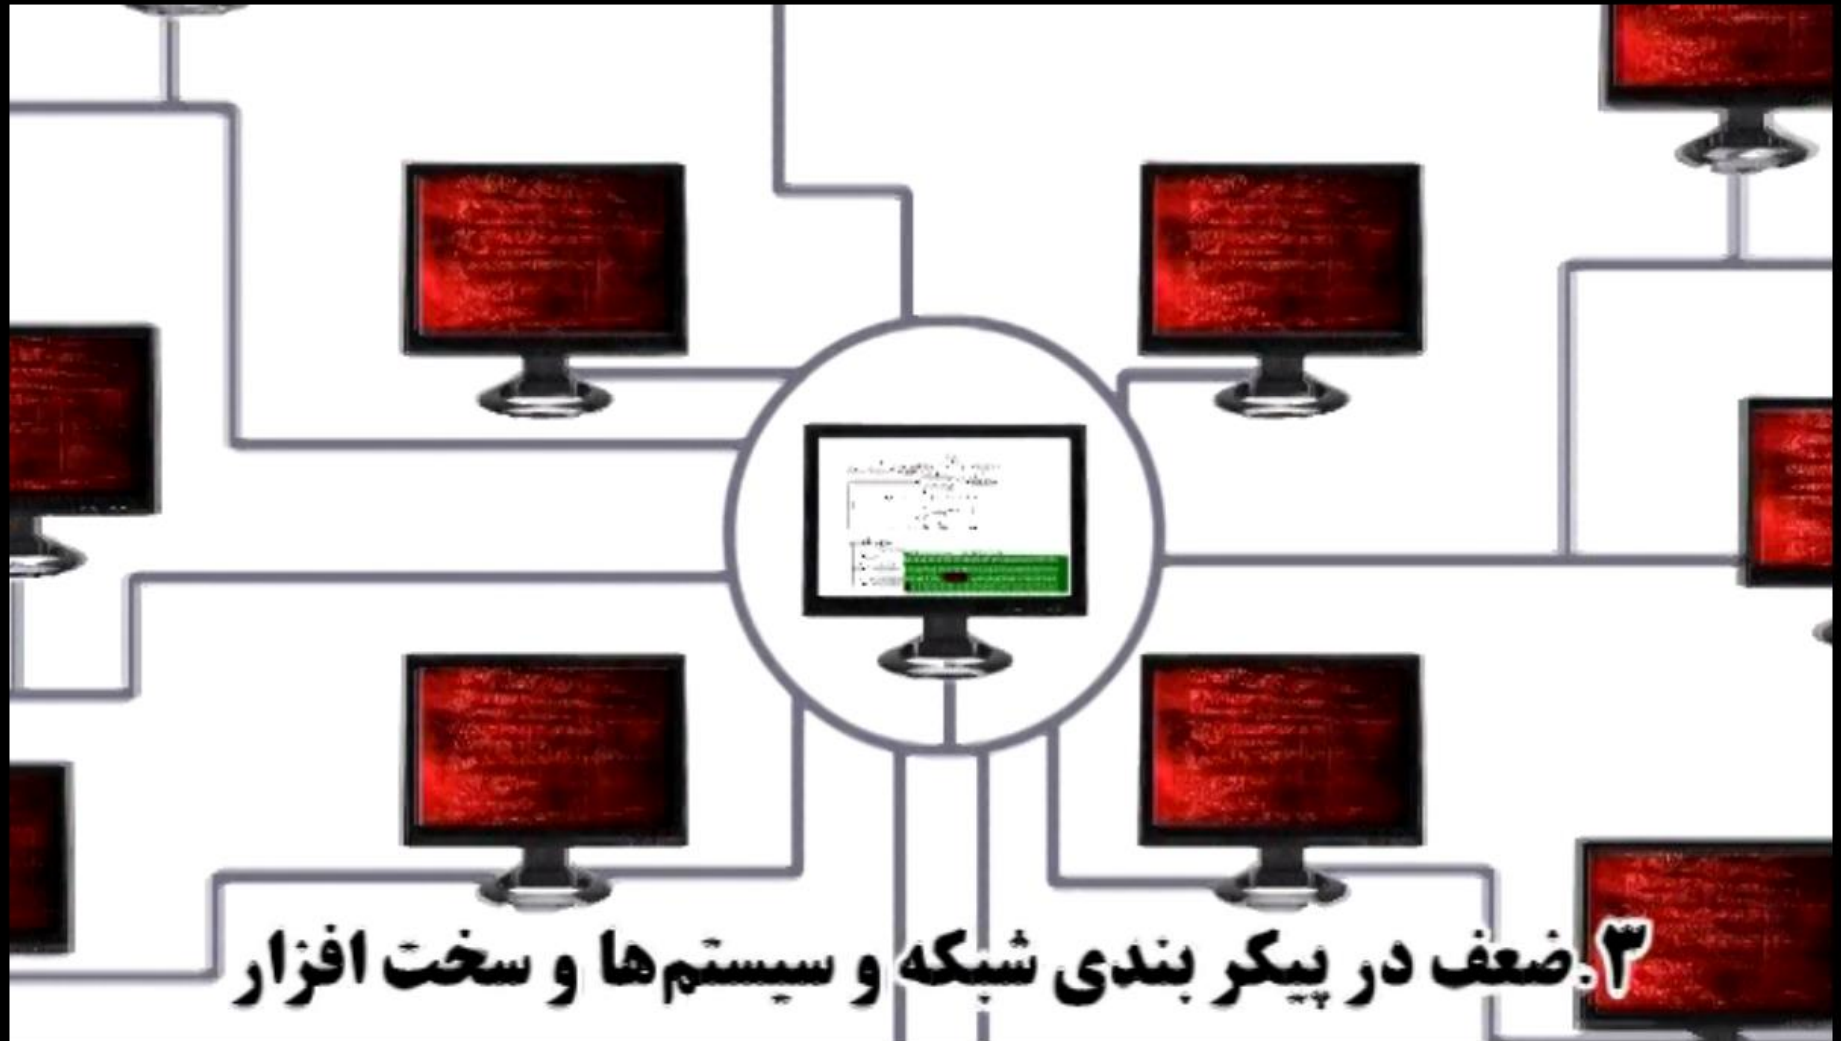 ۳.ضعف در پیکر بندی شبکه و سیستم‌ها و سخت افزار